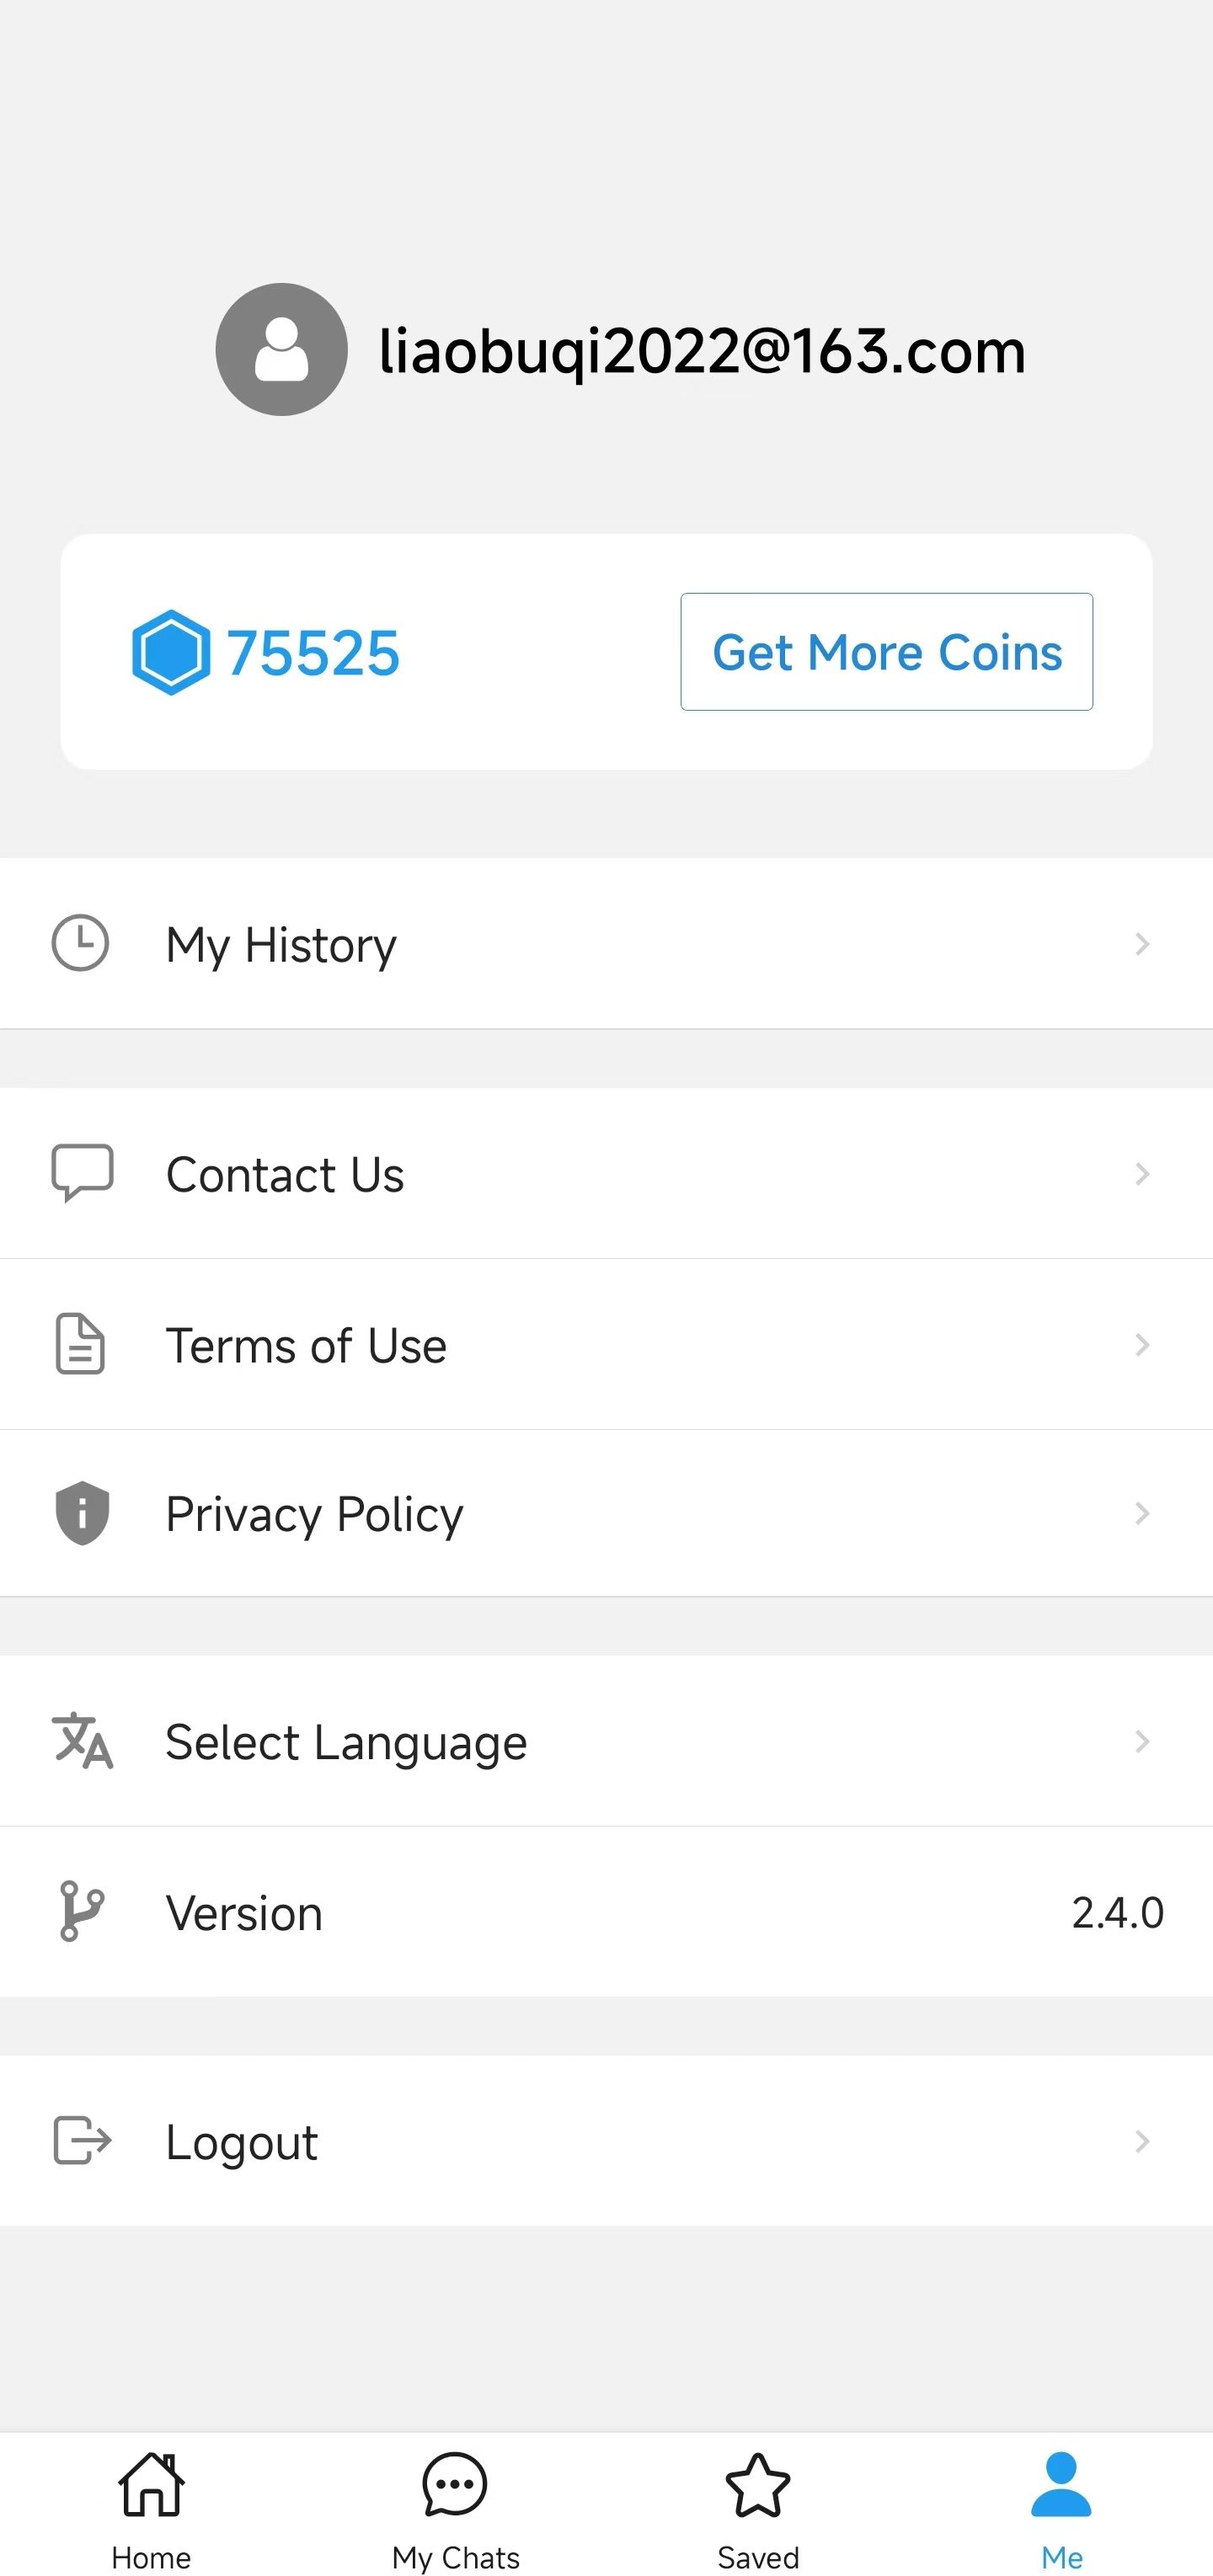 liaobuqi2022@163.com
75525
Get More Coins
My History
Contact Us
Terms of Use
Privacy Policy
Select Language
Version
2.4.0
Logout
Home
My Chats
Saved
Me